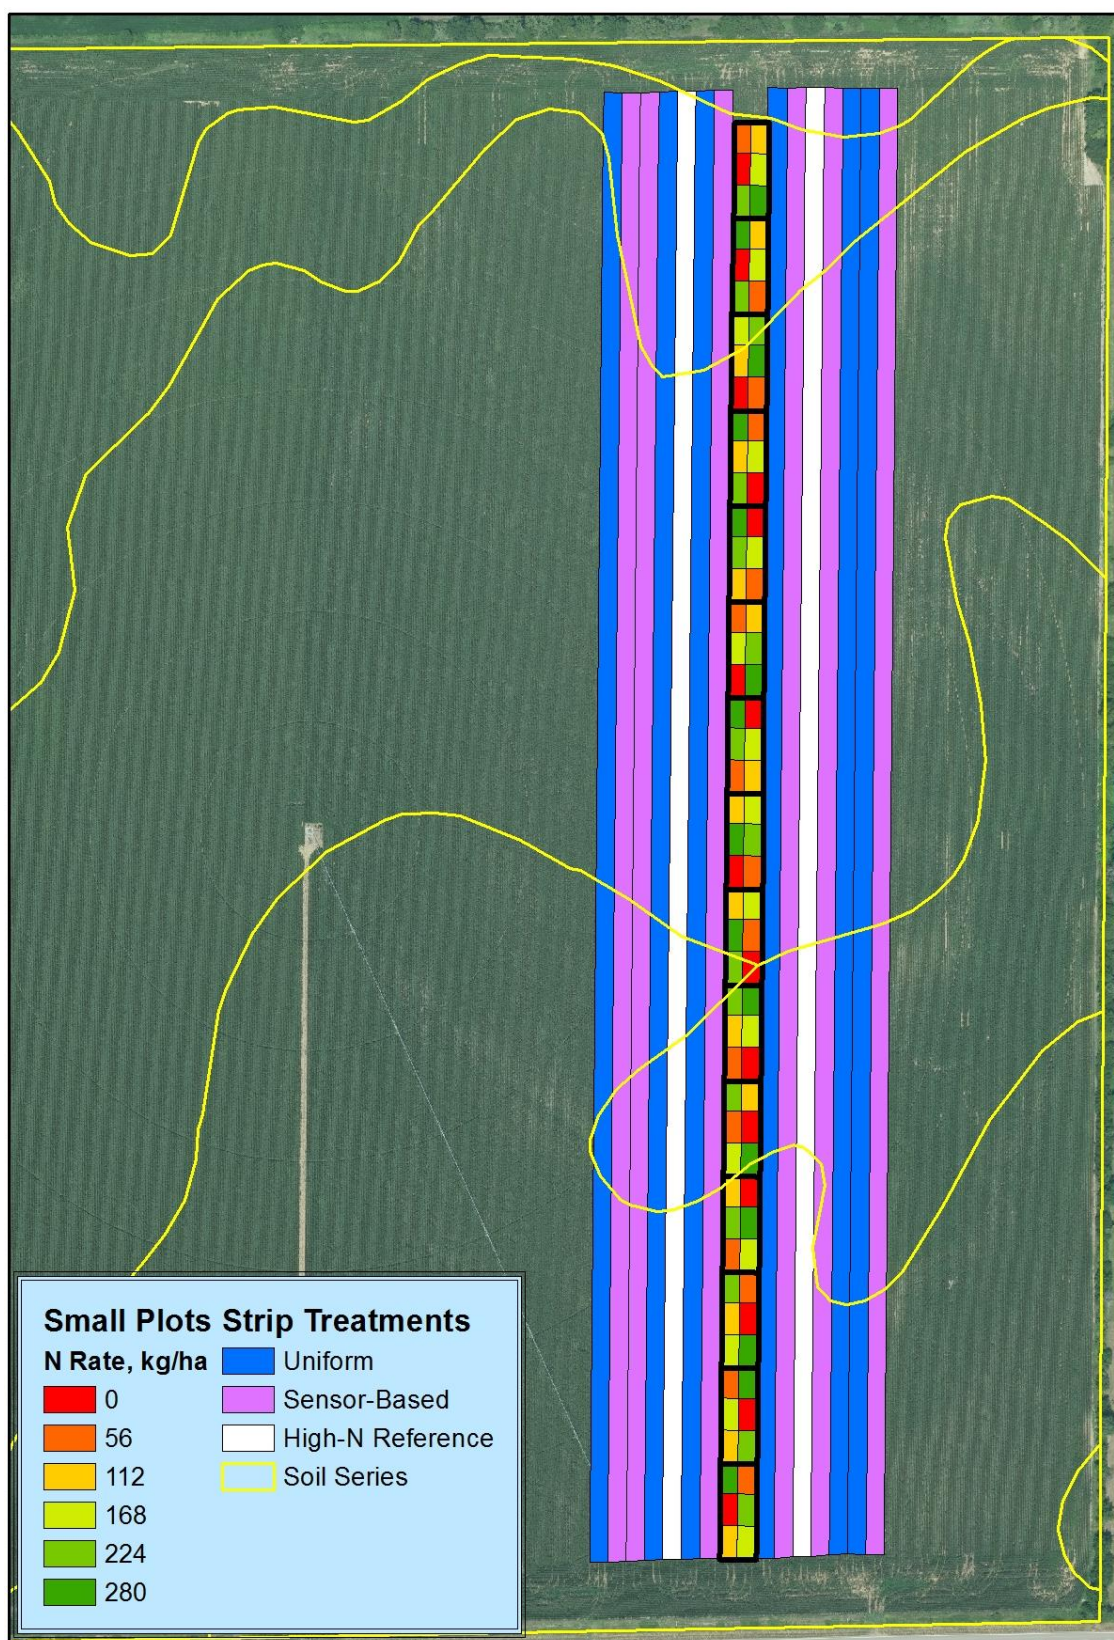 Small Plots Strip Treatments
N Rate, kg/ha Uniform
0 Sensor-Based
56 High-N Reference
112 Soil Series
168
224
280